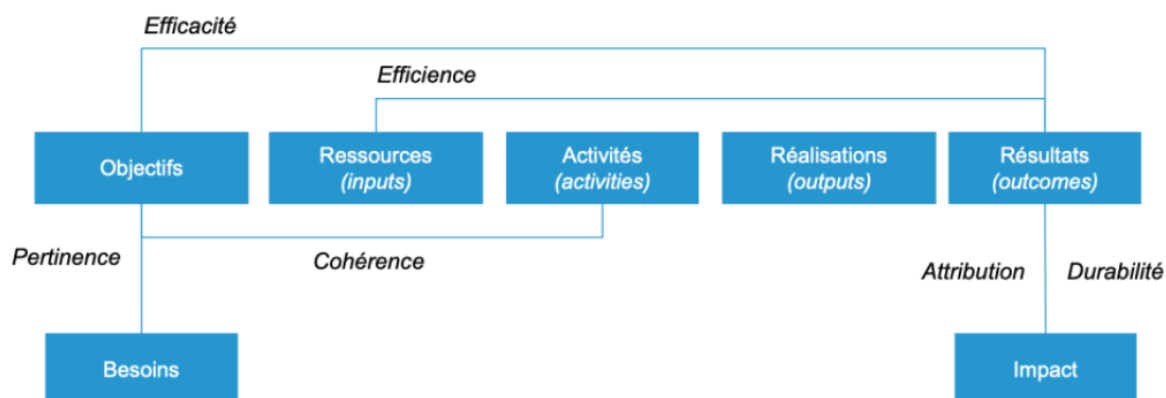 Efficacité
Efficience
Objectifs
Ressources
(inputs)
Activités
(activities)
Réalisations
(outputs)
Résultats
(outcomes)
Pertinence
Cohérence
Attribution
Durabilité
Besoins
Impact